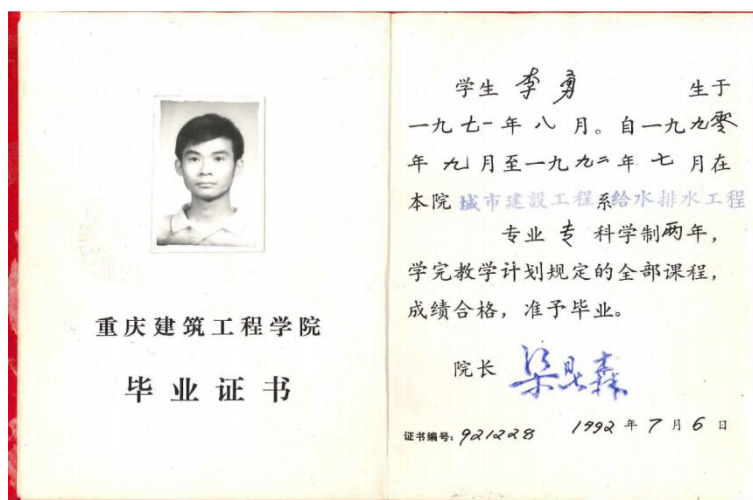 重庆建筑工程学院
毕业证书
学生 李勇 生于
一九七一年八月。自一九九零
年九月至一九九二年七月在
本院城市建設工程系给水排水工程
专业专科学制两年，
学完教学计划规定的全部课程，
成绩合格，准予毕业。
院长 梁鼎森
证书编号：921228 1992年7月6日